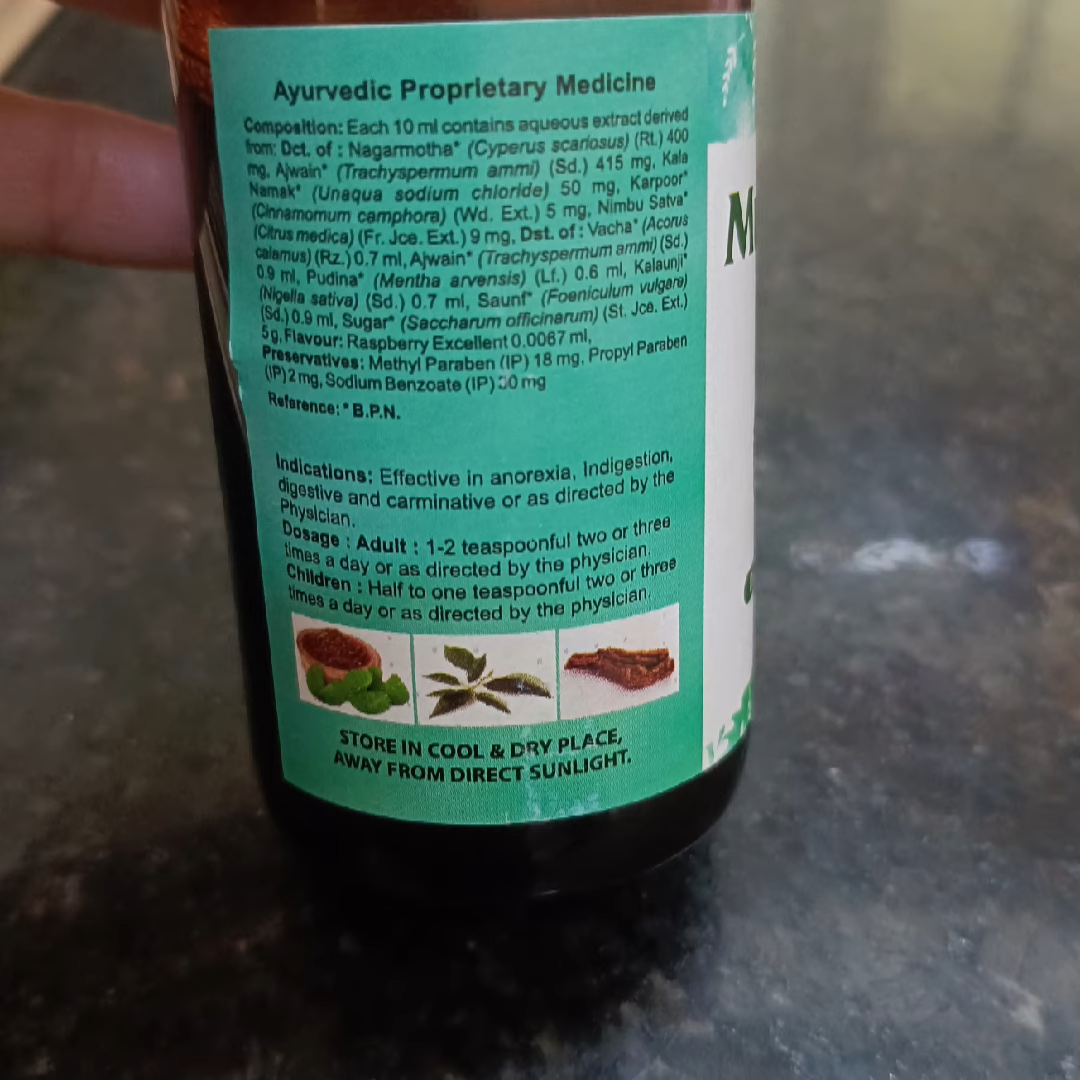 Ayurvedic Proprietary Medicine
Composition: Each 10 ml contains aqueous extract derived
from: Dct. of : Nagarmotha* (Cyperus scariosus) (Rt.) 400
mg, Ajwain* (Trachyspermum ammi) (Sd.) 415 mg, Kala
Namak* (Unaqua sodium chloride) 50 mg, Karpoor*
(Cinnamomum camphora) (Wd. Ext.) 5 mg, Nimbu Satva*
(Citrus medica) (Fr. Jce. Ext.) 9 mg, Dst. of : Vacha* (Acorus
calamus) (Rz.) 0.7 ml, Ajwain* (Trachyspermum ammi) (Sd.)
0.9 ml, Pudina* (Mentha arvensis) (Lf.) 0.6 ml, Kalaunji*
(Nigella sativa) (Sd.) 0.7 ml, Saunf* (Foeniculum vulgare)
(Sd.) 0.9 ml, Sugar* (Saccharum officinarum) (St. Jce. Ext.)
5g, Flavour: Raspberry Excellent 0.0067 ml,
Preservatives: Methyl Paraben (IP) 18 mg, Propyl Paraben
(IP) 2 mg, Sodium Benzoate (IP) mg
Reference: * B.P.N.
Indications: Effective in anorexia, Indigestion,
digestive and carminative or as directed by the
Physician.
Dosage : Adult : 1-2 teaspoonful two or three
times a day or as directed by the physician.
Children : Half to one teaspoonful two or three
times a day or as directed by the physician.
STORE IN COOL & DRY PLACE,
AWAY FROM DIRECT SUNLIGHT.
M